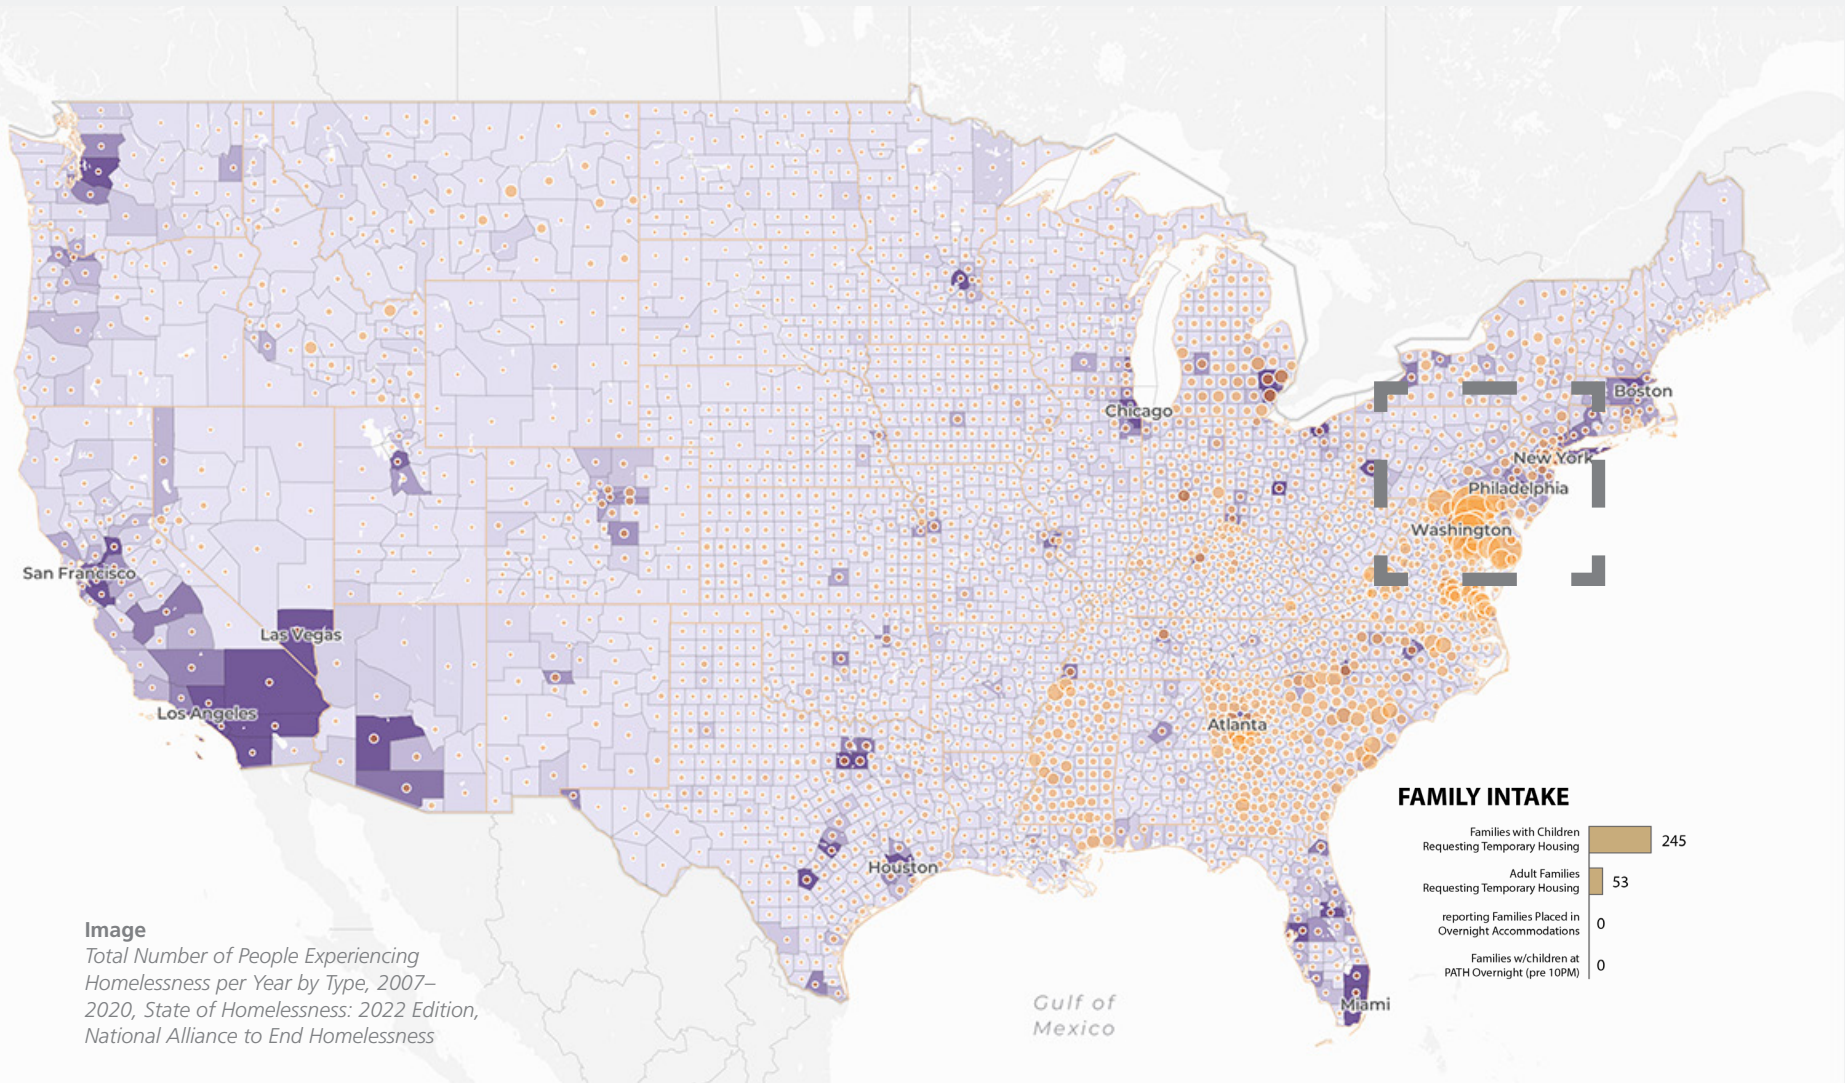 Boston
Chicago
New York
Philadelphia
Washington
San Francisco
Las Vegas
Los Angeles
Atlanta
Houston
Miami
Gulf of
Mexico
FAMILY INTAKE
Families with Children
Requesting Temporary Housing
245
Adult Families
Requesting Temporary Housing
53
reporting Families Placed in
Overnight Accommodations
0
Families w/children at
PATH Overnight (pre 10PM)
0
Image
Total Number of People Experiencing
Homelessness per Year by Type, 2007–
2020, State of Homelessness: 2022 Edition,
National Alliance to End Homelessness